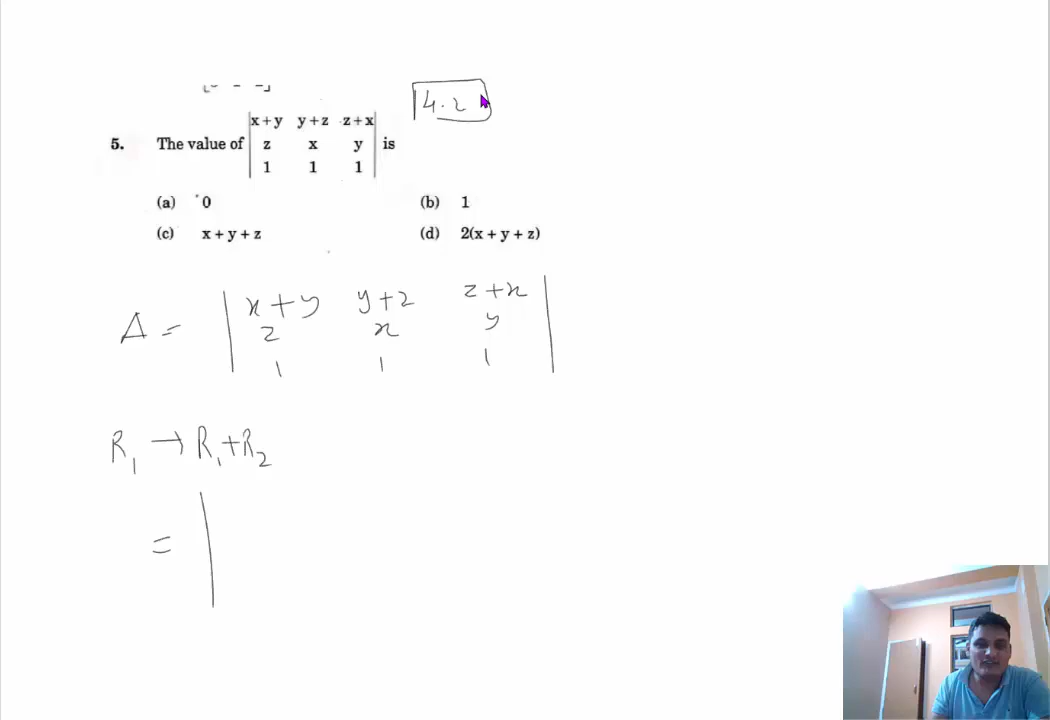 4.2
5. The value of |x+y y+z z+x| is
|z x y|
|1 1 1|
(a) 0 (b) 1
(c) x + y + z (d) 2(x + y + z)
Δ = |x+y y+z z+x|
|z x y|
|1 1 1|
R₁ → R₁+R₂
= |